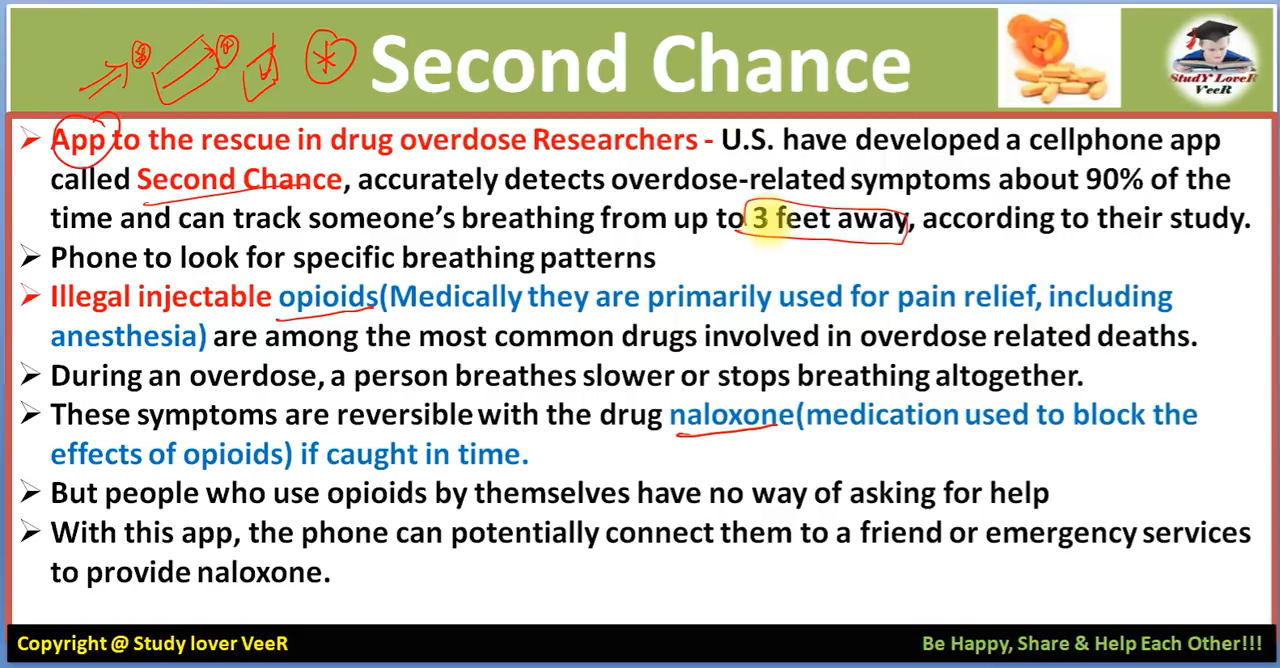 Second Chance
StudY LoveR
VeeR
➢ App to the rescue in drug overdose Researchers - U.S. have developed a cellphone app
called Second Chance, accurately detects overdose-related symptoms about 90% of the
time and can track someone's breathing from up to 3 feet away, according to their study.
➢ Phone to look for specific breathing patterns
➢ Illegal injectable opioids(Medically they are primarily used for pain relief, including
anesthesia) are among the most common drugs involved in overdose related deaths.
➢ During an overdose, a person breathes slower or stops breathing altogether.
➢ These symptoms are reversible with the drug naloxone(medication used to block the
effects of opioids) if caught in time.
➢ But people who use opioids by themselves have no way of asking for help
➢ With this app, the phone can potentially connect them to a friend or emergency services
to provide naloxone.
Copyright @ Study lover VeeR
Be Happy, Share & Help Each Other!!!